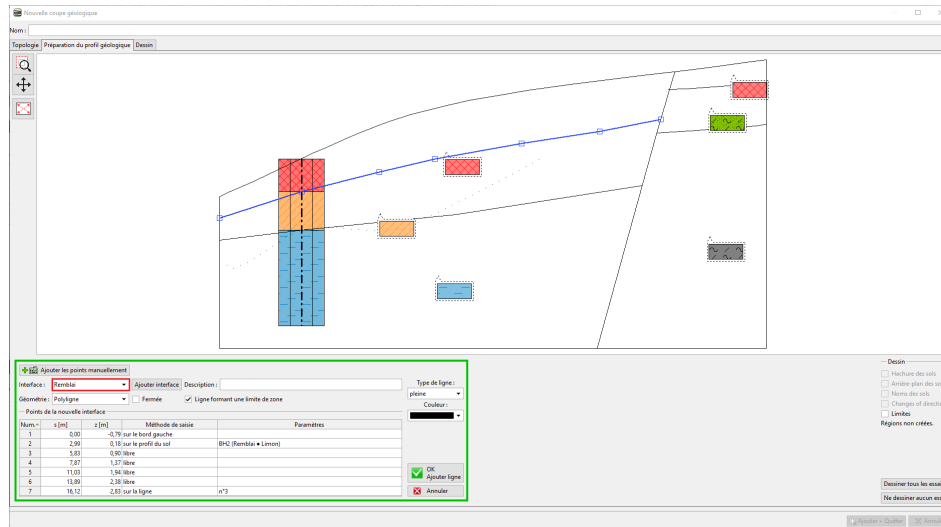 Nouvelle coupe géologique
Nom :
Topologie Préparation du profil géologique Dessin
Ajouter les points manuellement
Interface : Remblai Ajouter interface Description :
Géométrie : Polyligne Fermée Ligne formant une limite de zone
Type de ligne :
pleine
Couleur :
Points de la nouvelle interface
Num. s [m] z [m] Méthode de saisie Paramètres
1 0,00 -0,79 sur le bord gauche
2 2,99 0,18 sur le profil du sol BH2 (Remblai ● Limon)
3 5,83 0,90 libre
4 7,87 1,37 libre
5 11,03 1,94 libre
6 13,89 2,38 libre
7 16,12 2,83 sur la ligne n°3
OK
Ajouter ligne
Annuler
Dessin
Hachure des sols
Arrière-plan des so
Noms des sols
Changes of directi
Limites
Régions non créées.
Dessiner tous les essai
Ne dessiner aucun ess
Ajouter + Quitter Annul